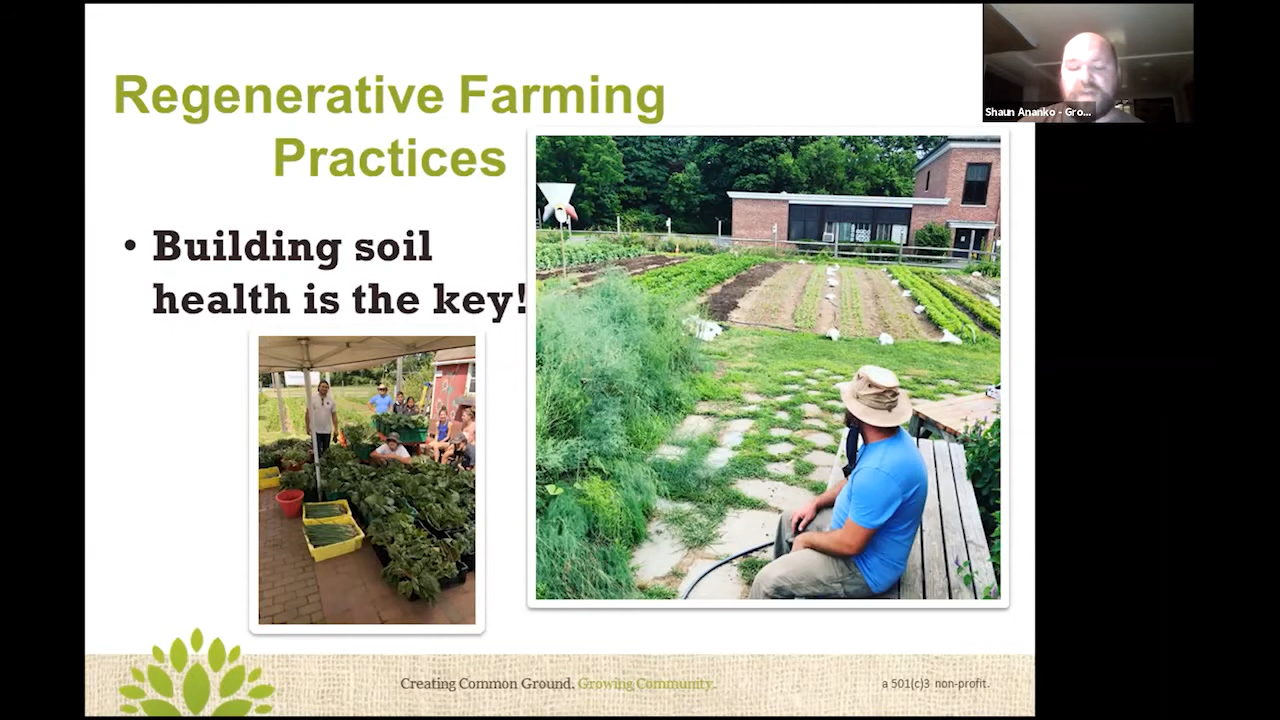 Regenerative Farming
Practices
• Building soil
health is the key!
Shaun Ananko - Gro...
Creating Common Ground. Growing Community.
a 501(c)3 non-profit.